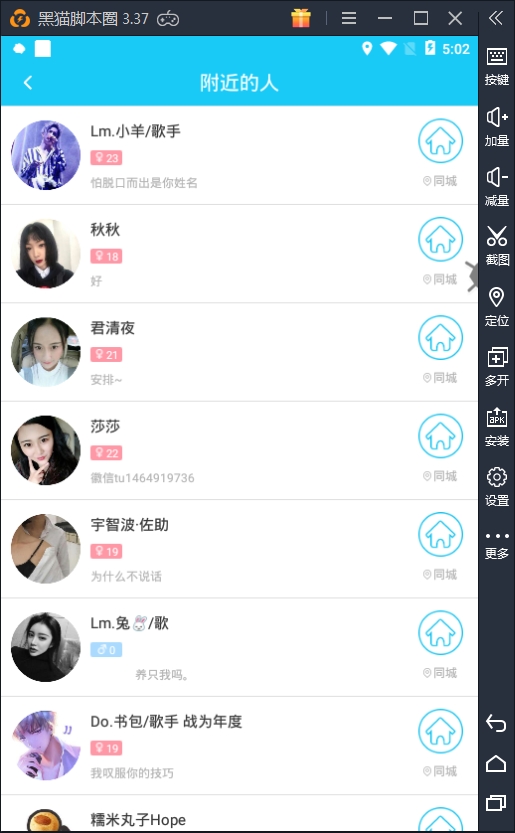 黑猫脚本圈 3.37
5:02
附近的人
Lm.小羊/歌手
23
怕脱口而出是你姓名
同城
秋秋
18
好
同城
君清夜
21
安排~
同城
莎莎
22
徽信tu1464919736
同城
宇智波·佐助
19
为什么不说话
同城
Lm.兔🐰/歌
0
养只我吗。
同城
Do.书包/歌手 战为年度
19
我叹服你的技巧
同城
糯米丸子Hope
按键
加量
减量
截图
定位
多开
APK
安装
设置
更多